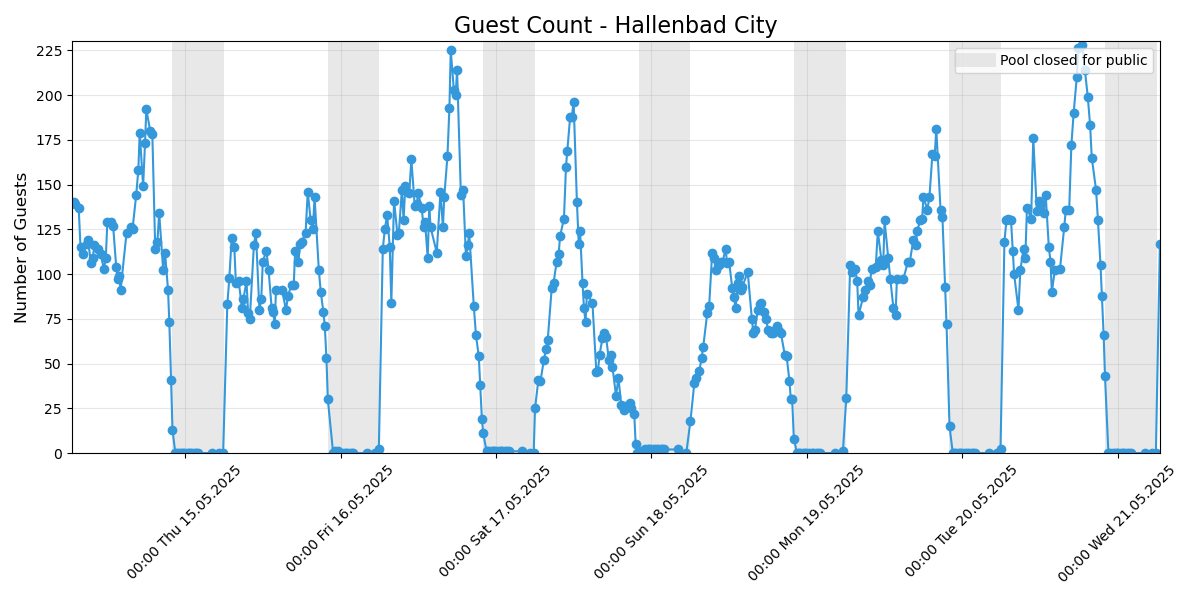 Guest Count - Hallenbad City
Pool closed for public
Number of Guests
225
200
175
150
125
100
75
50
25
0
00:00 Thu 15.05.2025
00:00 Fri 16.05.2025
00:00 Sat 17.05.2025
00:00 Sun 18.05.2025
00:00 Mon 19.05.2025
00:00 Tue 20.05.2025
00:00 Wed 21.05.2025